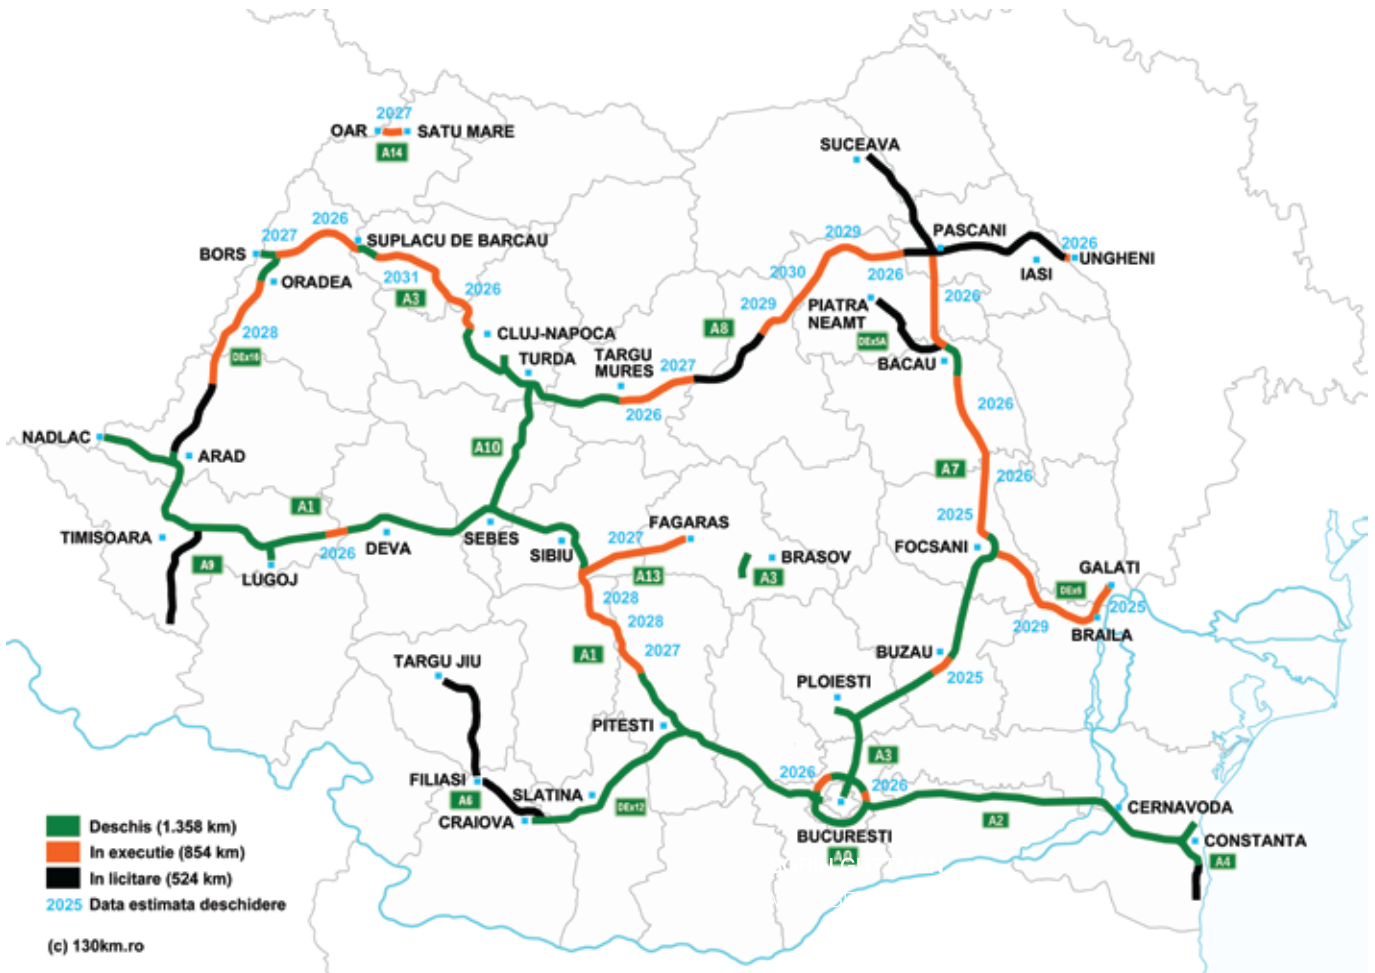 2027
OAR
SATU MARE
A14
SUCEAVA
2026
SUPLACU DE BARCAU
2027
BORS
ORADEA
2031
A3
2026
2028
DEx16
CLUJ-NAPOCA
TURDA
TARGU
MURES
2027
2026
A8
2029
2030
2029
2026
PASCANI
2026
UNGHENI
IASI
2026
PIATRA
NEAMT
DEx5A
BACAU
2026
A7
2026
2025
FOCSANI
NADLAC
ARAD
A10
A1
TIMISOARA
A9
LUGOJ
2026
DEVA
SEBES
SIBIU
FAGARAS
2027
A13
BRASOV
A3
2028
2028
2027
A1
GALATI
DEx6
2025
2029
BRAILA
BUZAU
2025
TARGU JIU
PLOIESTI
PITESTI
A3
FILIASI
A6
SLATINA
CRAIOVA
DEx12
2026
2026
BUCURESTI
A0
A2
CERNAVODA
CONSTANTA
A4
Deschis (1.358 km)
In executie (854 km)
In licitare (524 km)
2025 Data estimata deschidere
(c) 130km.ro